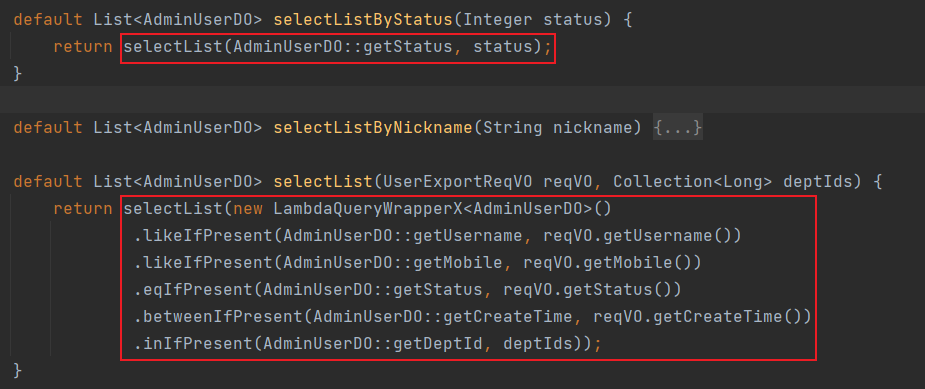 default List<AdminUserDO> selectListByStatus(Integer status) {
    return selectList(AdminUserDO::getStatus, status);
}
default List<AdminUserDO> selectListByNickname(String nickname) {...}
default List<AdminUserDO> selectList(UserExportReqVO reqVO, Collection<Long> deptIds) {
    return selectList(new LambdaQueryWrapperX<AdminUserDO>()
            .likeIfPresent(AdminUserDO::getUsername, reqVO.getUsername())
            .likeIfPresent(AdminUserDO::getMobile, reqVO.getMobile())
            .eqIfPresent(AdminUserDO::getStatus, reqVO.getStatus())
            .betweenIfPresent(AdminUserDO::getCreateTime, reqVO.getCreateTime())
            .inIfPresent(AdminUserDO::getDeptId, deptIds));
}